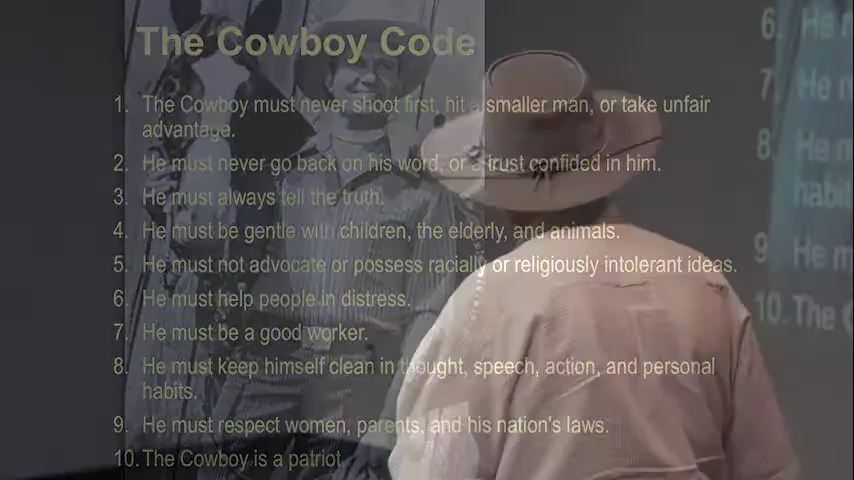 The Cowboy Code
1. The Cowboy must never shoot first, hit a smaller man, or take unfair
advantage.
2. He must never go back on his word, or a trust confided in him.
3. He must always tell the truth.
4. He must be gentle with children, the elderly, and animals.
5. He must not advocate or possess racially or religiously intolerant ideas.
6. He must help people in distress.
7. He must be a good worker.
8. He must keep himself clean in thought, speech, action, and personal
habits.
9. He must respect women, parents, and his nation's laws.
10. The Cowboy is a patriot
6. He
7. He
8. He
habit
9. He
10. The